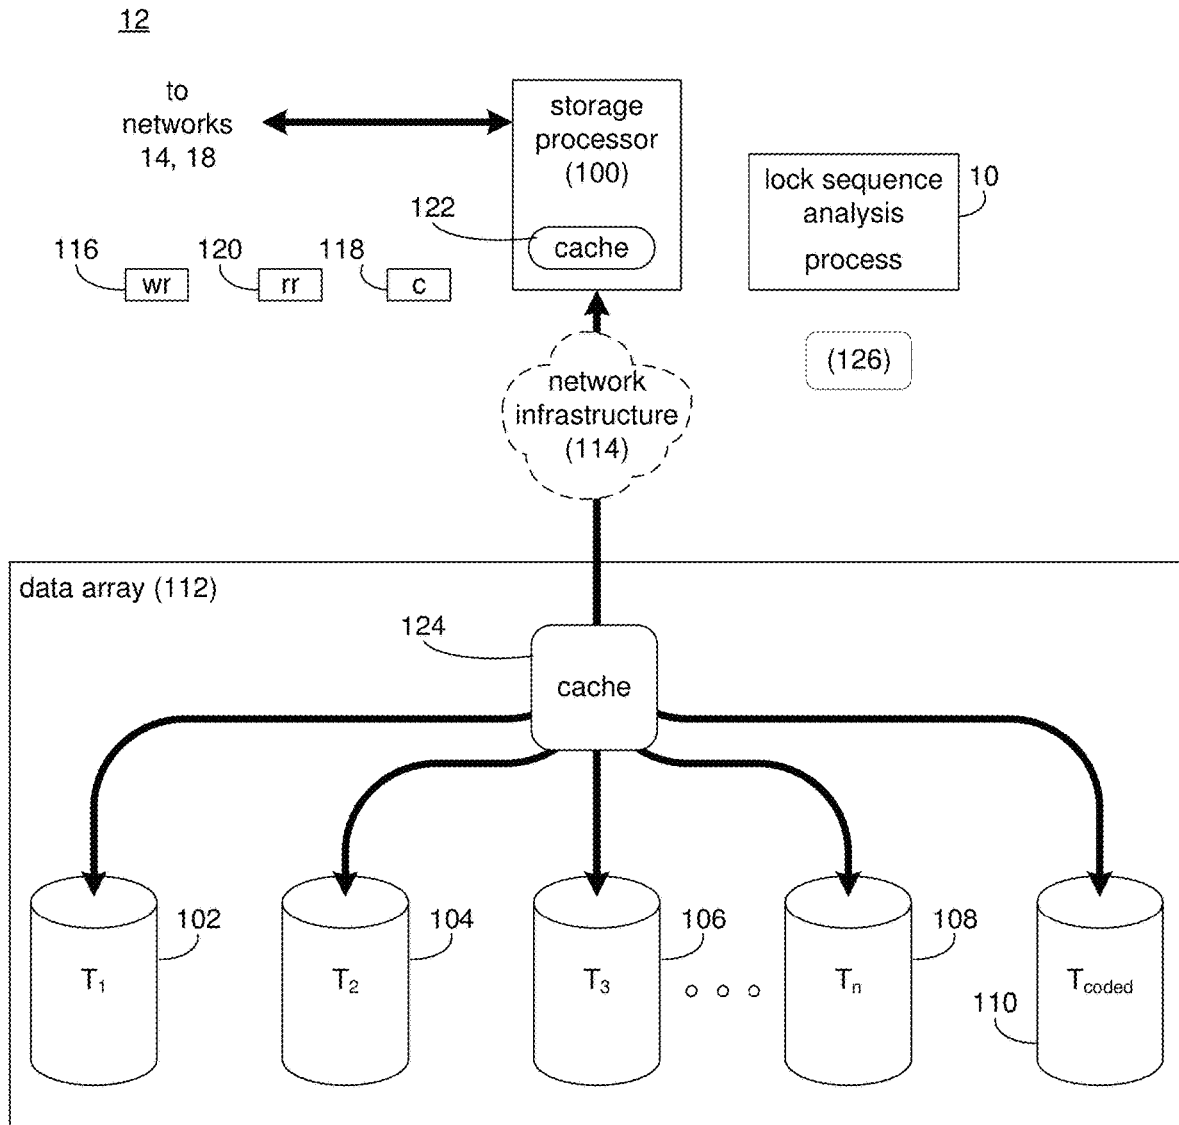 12
to
networks
14, 18
storage
processor
(100)
122
cache
lock sequence
analysis
process
10
116
wr
120
rr
118
c
(126)
network
infrastructure
(114)
data array (112)
124
cache
102
T1
104
T2
106
T3
108
Tn
110
Tcoded